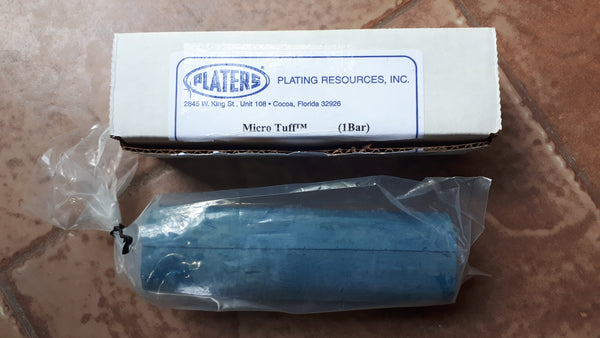 PLATERS®
PLATING RESOURCES, INC.
2845 W. King St., Unit 108 • Cocoa, Florida 32926
Micro Tuff™ (1Bar)